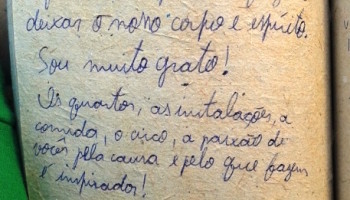 deixar o nosso corpo e espírito.
Sou muito grato!
Os quartos, as instalações, a
comida, o circo, a paixão de
vocês pela causa e pelo que fazem
é inspirador!